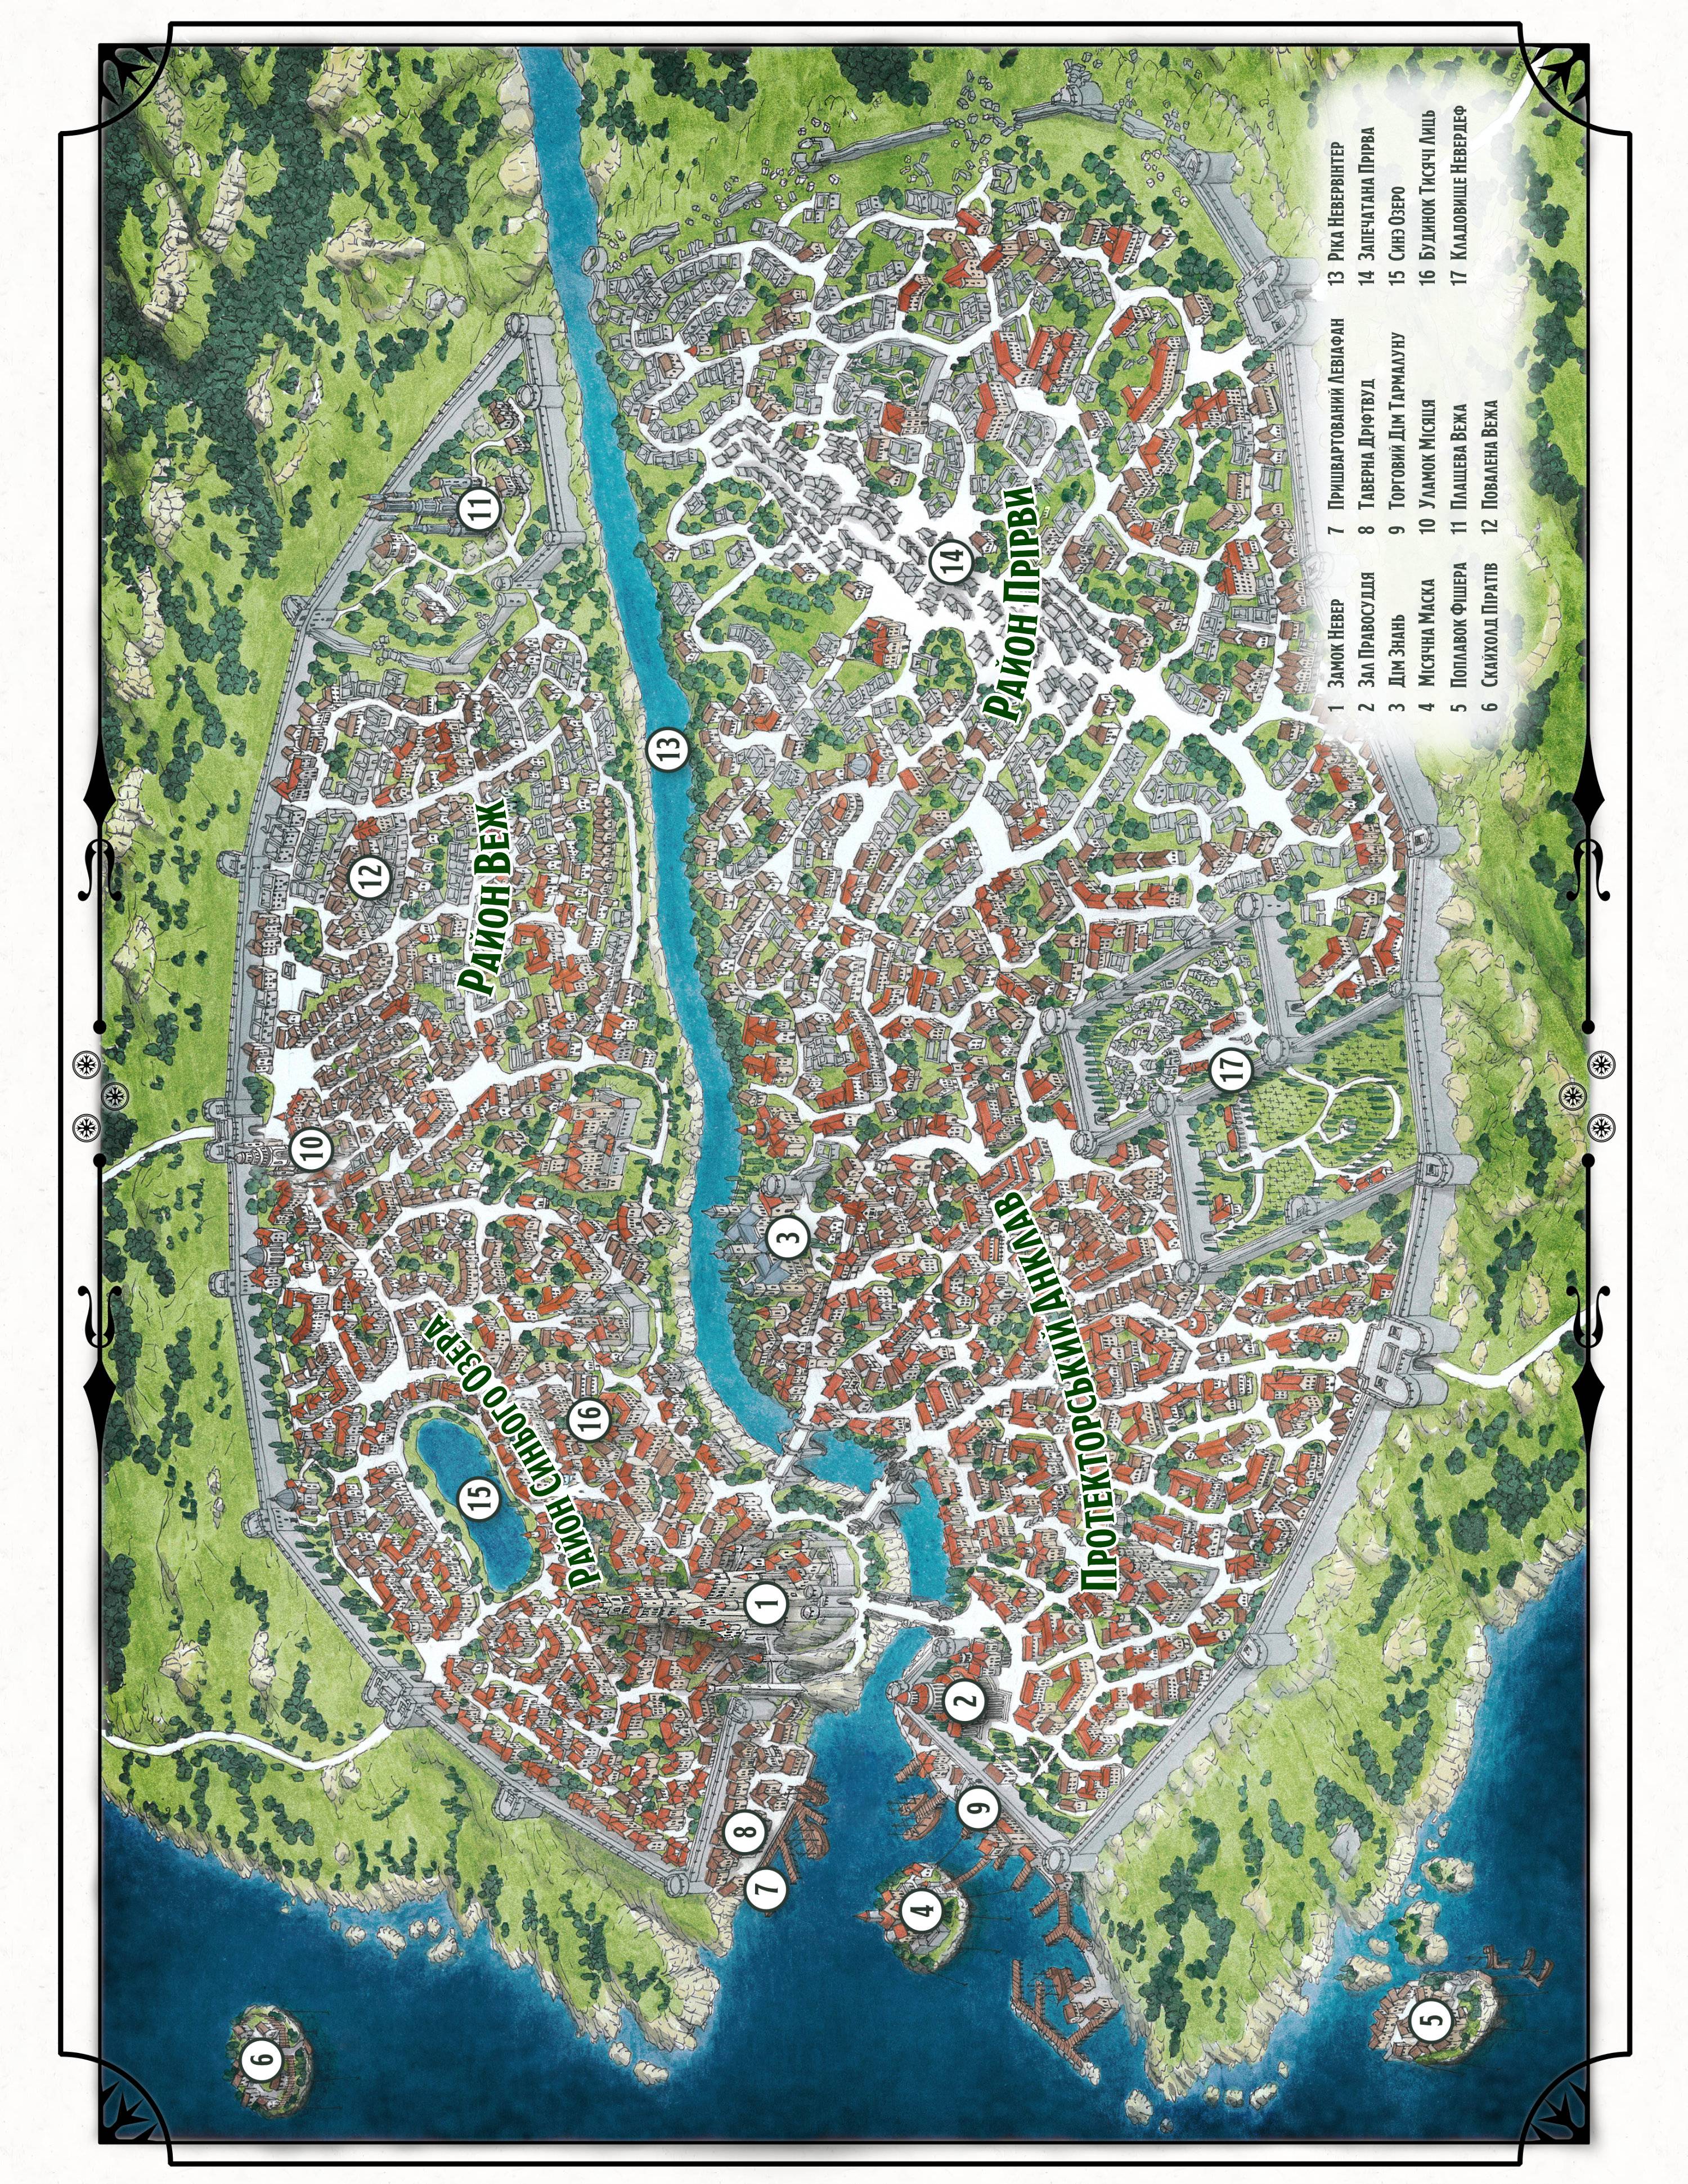 Район Веж
Район Синього Озера
Район Прірви
Протекторський Анклав
1 Замок Невер
2 Зал Правосуддя
3 Дім Знань
4 Місячна Маска
5 Поплавок Фішера
6 Скайхолд Піратів
7 Пришвартований Левіафан
8 Таверна Дріфтвуд
9 Торговий Дім Тармалуну
10 Уламок Місяця
11 Плащева Вежа
12 Повалена Вежа
13 Ріка Невервінтер
14 Запечатана Прірва
15 Синэ Озеро
16 Будинок Тисячі Лиць
17 Кладовище Невердеф
11
12
13
14
10
3
17
16
15
1
2
8
7
9
4
6
5